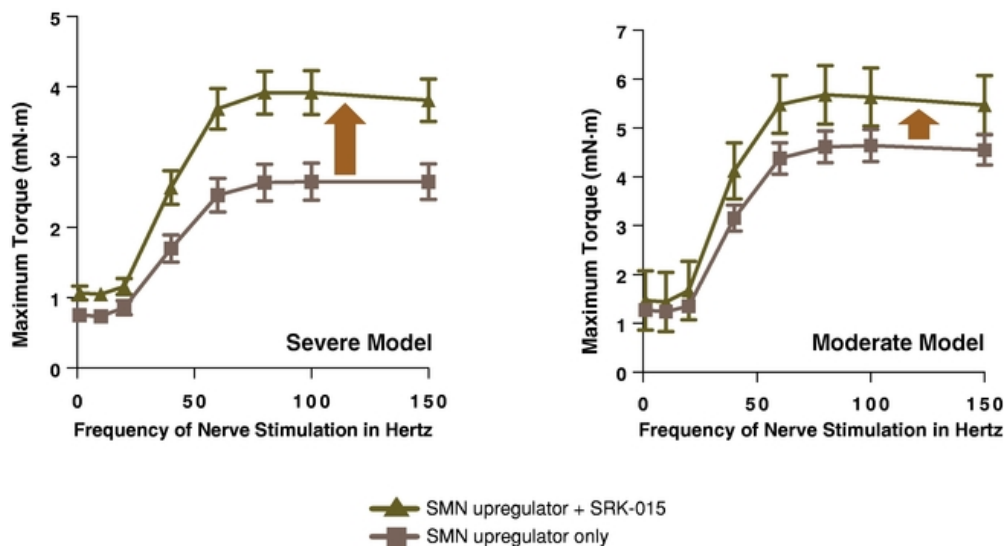 5
4
3
2
1
0
Maximum Torque (mN·m)
Severe Model
0 50 100 150
Frequency of Nerve Stimulation in Hertz
7
6
5
4
3
2
1
0
Maximum Torque (mN·m)
Moderate Model
0 50 100 150
Frequency of Nerve Stimulation in Hertz
SMN upregulator + SRK-015
SMN upregulator only